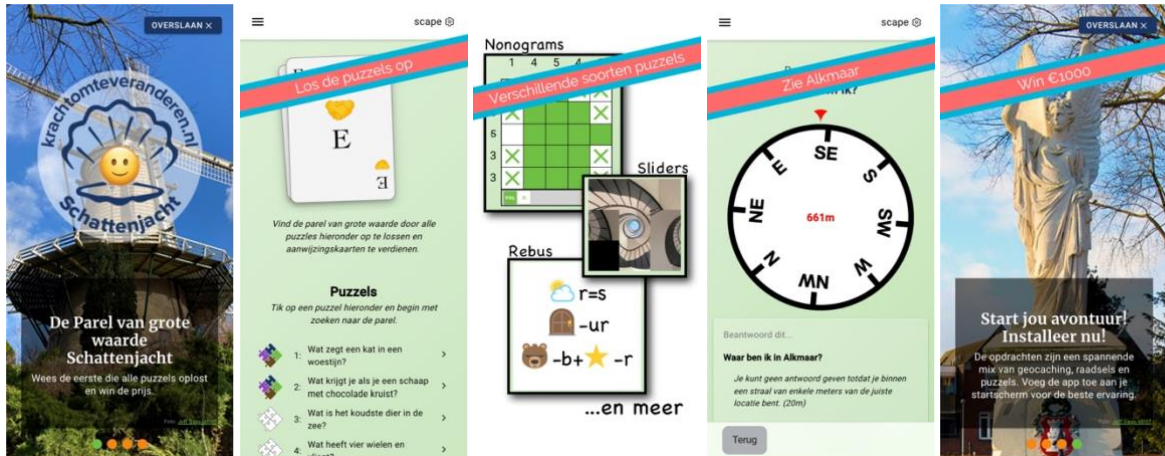 OVERSLAAN ×
krachtomteveranderen.nl
Schattenjacht
De Parel van grote
waarde
Schattenjacht
Wees de eerste die alle puzzels oplost
en win de prijs.
scape
Los de puzzels op
E
E
Vind de parel van grote waarde door alle
puzzles hieronder op te lossen en
aanwijzingskaarten te verdienen.
Puzzels
Tik op een puzzel hieronder en begin met
zoeken naar de parel.
1: Wat zegt een kat in een
woestijn?
2: Wat krijgt je als je een schaap
met chocolade kruist?
3: Wat is het koudste dier in de
zee?
4: Wat heeft vier wielen en
Nonograms
1 4 5 4
Verschillende soorten puzzels
5
3
3
Sliders
Rebus
r=s
-ur
-b+ -r
...en meer
scape
Zie Alkmaar
ik?
SE
S
SW
W
NW
N
NE
E
661m
Beantwoord dit...
Waar ben ik in Alkmaar?
Je kunt geen antwoord geven totdat je binnen
een straal van enkele meters van de juiste
locatie bent. (20m)
Terug
OVERSLAAN ×
Win €1000
Start jou avontuur!
Installeer nu!
De opdrachten zijn een spannende
mix van geocaching, raadsels en
puzzels. Voeg de app toe aan je
startscherm voor de beste ervaring.